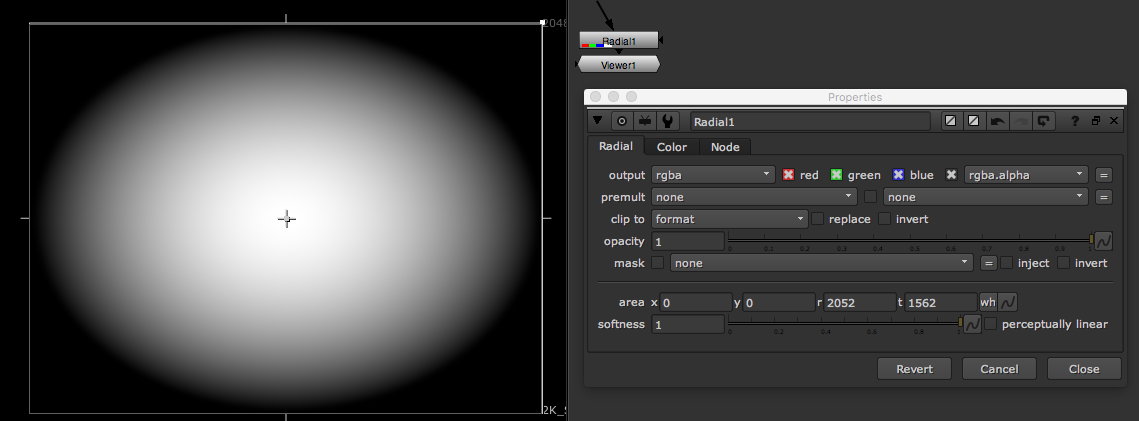 2048
Radial1
Viewer1
Properties
Radial1
?
Radial Color Node
output rgba red green blue rgba.alpha =
premult none none =
clip to format replace invert
opacity 1
0 0.1 0.2 0.3 0.4 0.5 0.6 0.7 0.8 0.9 1
mask none = inject invert
area x 0 y 0 r 2052 t 1562 wh
softness 1 perceptually linear
0 0.2 0.4 0.6 0.8 1
Revert Cancel Close
2K_